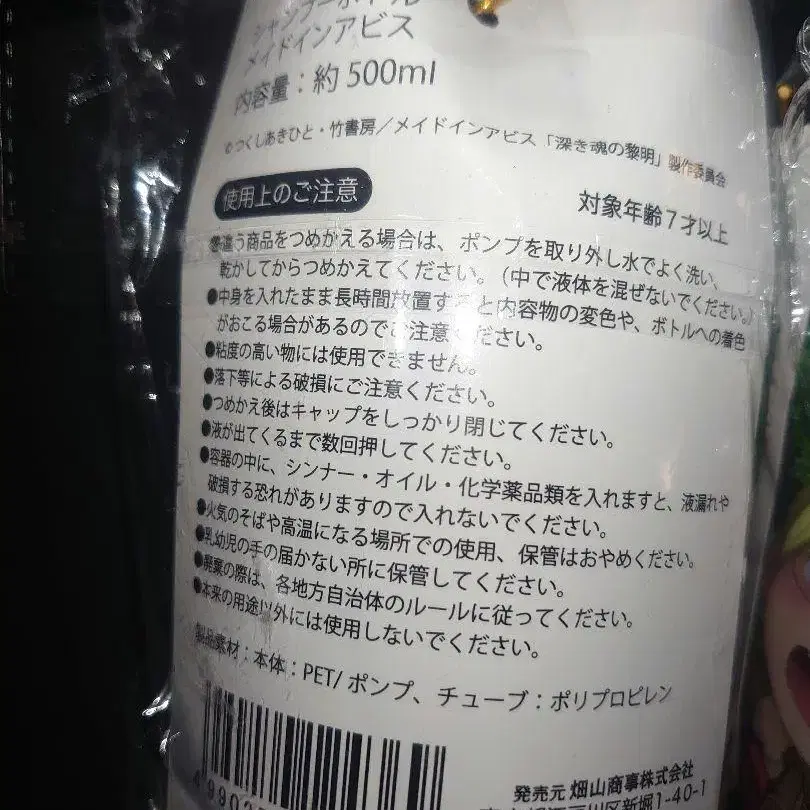 シャンプーボトル
メイドインアビス
内容量：約500ml
©つくしあきひと・竹書房／メイドインアビス「深き魂の黎明」製作委員会
使用上のご注意
対象年齢7才以上
●違う商品をつめかえる場合は、ポンプを取り外し水でよく洗い、
乾かしてからつめかえてください。（中で液体を混ぜないでください。）
●中身を入れたまま長時間放置すると内容物の変色や、ボトルへの着色
がおこる場合があるのでご注意ください。
●粘度の高い物には使用できません。
●落下等による破損にご注意ください。
●つめかえ後はキャップをしっかり閉じてください。
●液が出てくるまで数回押してください。
●容器の中に、シンナー・オイル・化学薬品類を入れますと、液漏れや
破損する恐れがありますので入れないでください。
●火気のそばや高温になる場所での使用、保管はおやめください。
●乳幼児の手の届かない所に保管してください。
●廃棄の際は、各地方自治体のルールに従ってください。
●本来の用途以外には使用しないでください。
製品素材：本体：PET/ ポンプ、チューブ：ポリプロピレン
発売元 畑山商事株式会社
区新堀1-40-1
4 9902